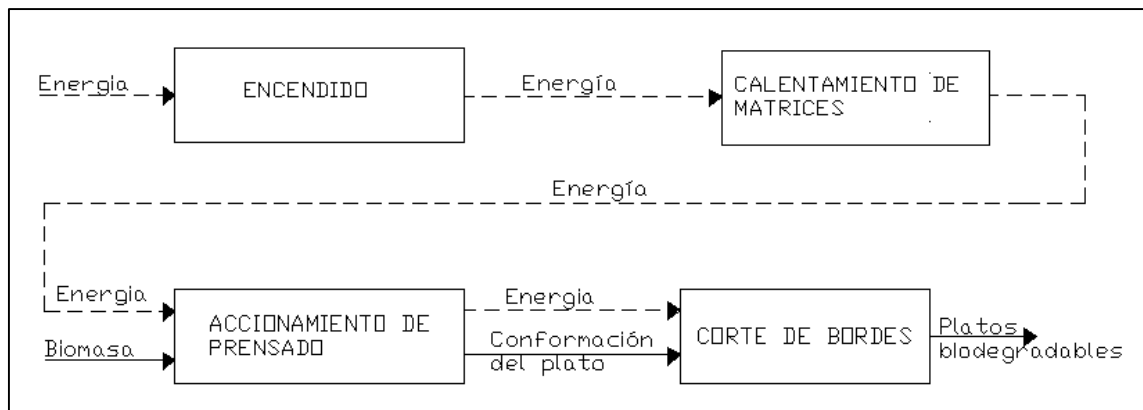 Energia
ENCENDIDO
Energía
CALENTAMIENTO DE
MATRICES
Energía
Energia
Biomasa
ACCIONAMIENTO DE
PRENSADO
Energia
Conformación
del plato
CORTE DE BORDES
Platos
biodegradables